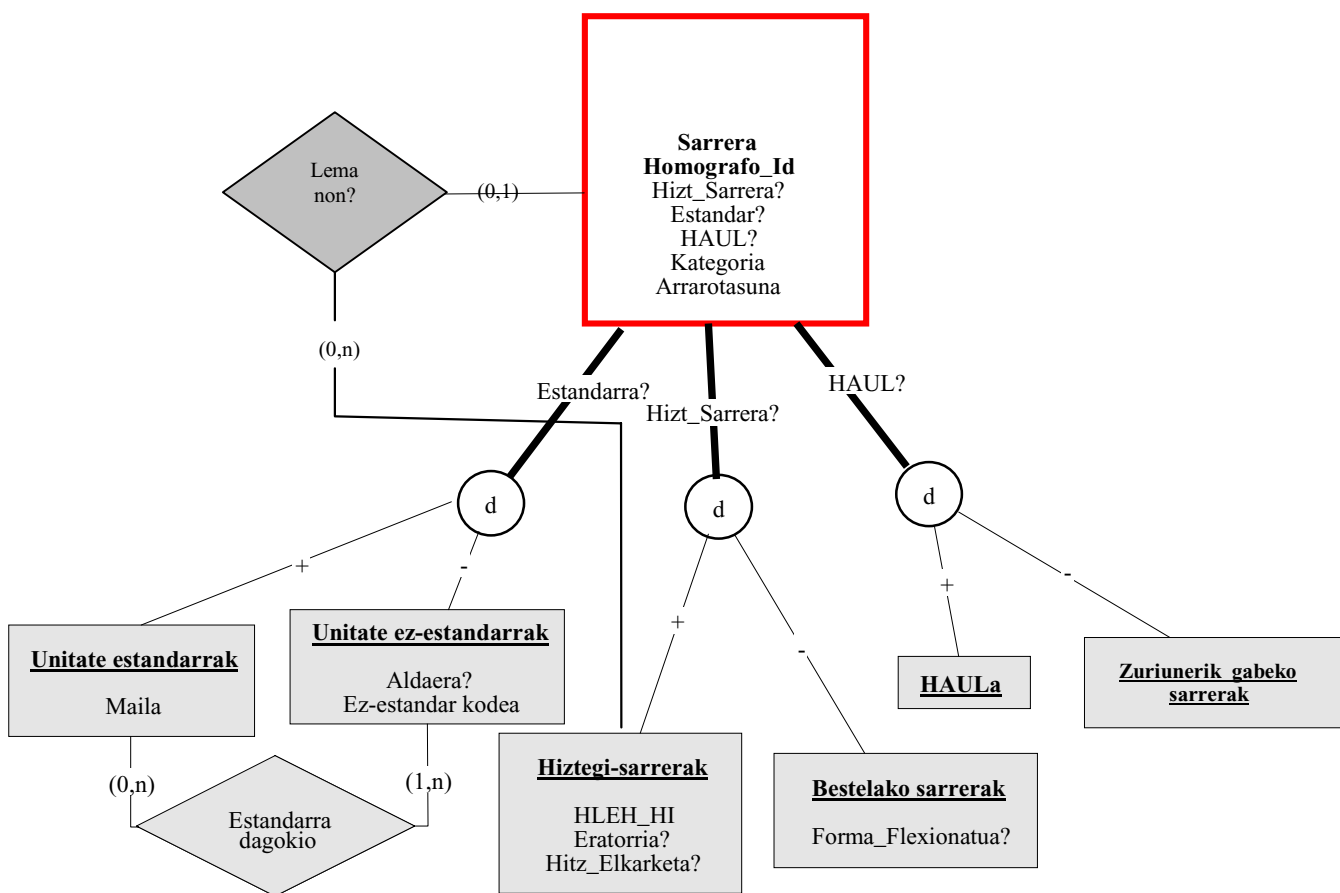 Sarrera
Homografo_Id
Hizt_Sarrera?
Estandar?
HAUL?
Kategoria
Arrarotasuna
Lema
non?
(0,1)
(0,n)
Estandarra?
Hizt_Sarrera?
HAUL?
d
d
d
+
-
+
-
+
-
Unitate estandarrak
Maila
Unitate ez-estandarrak
Aldaera?
Ez-estandar kodea
HAULa
Zuriunerik gabeko
sarrerak
(0,n)
(1,n)
Estandarra
dagokio
Hiztegi-sarrerak
HLEH_HI
Eratorria?
Hitz_Elkarketa?
Bestelako sarrerak
Forma_Flexionatua?